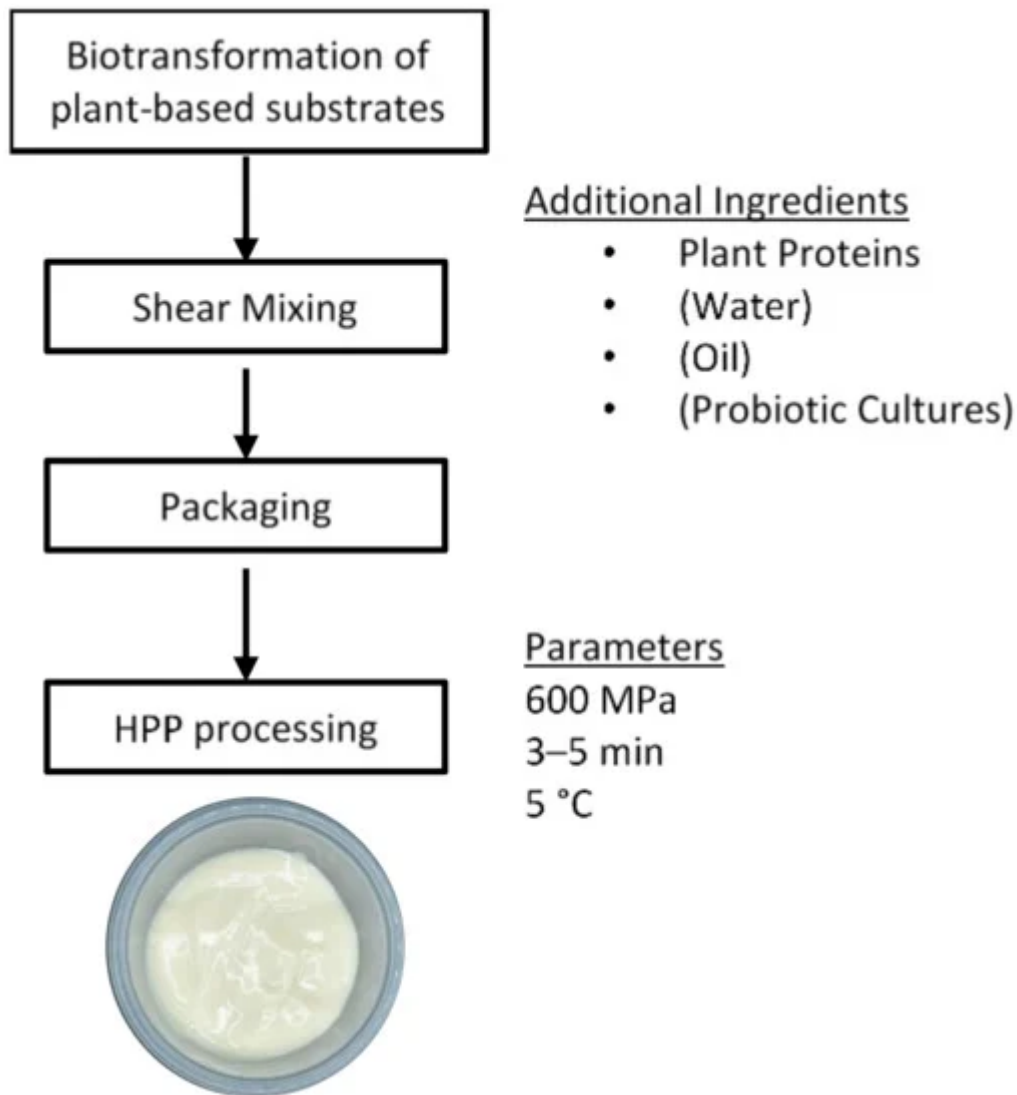 Biotransformation of
plant-based substrates
Additional Ingredients
• Plant Proteins
• (Water)
• (Oil)
• (Probiotic Cultures)
Shear Mixing
Packaging
HPP processing
Parameters
600 MPa
3–5 min
5 °C